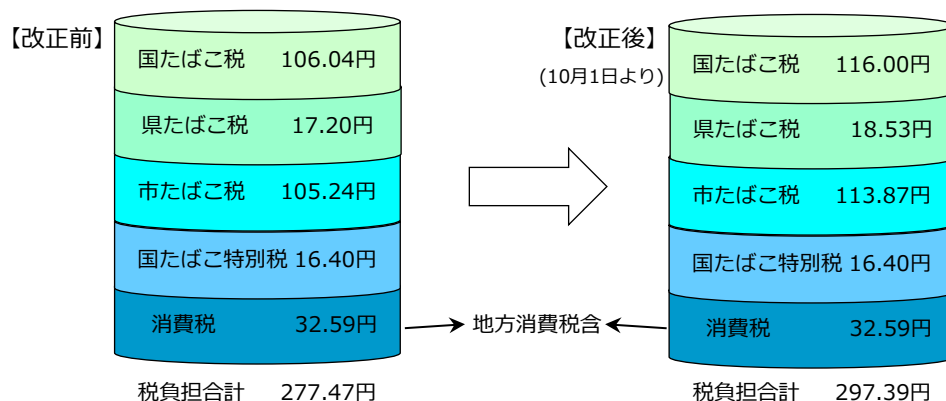 【改正前】
国たばこ税 106.04円
県たばこ税 17.20円
市たばこ税 105.24円
国たばこ特別税 16.40円
消費税 32.59円
税負担合計 277.47円
地方消費税含
【改正後】
(10月1日より)
国たばこ税 116.00円
県たばこ税 18.53円
市たばこ税 113.87円
国たばこ特別税 16.40円
消費税 32.59円
税負担合計 297.39円